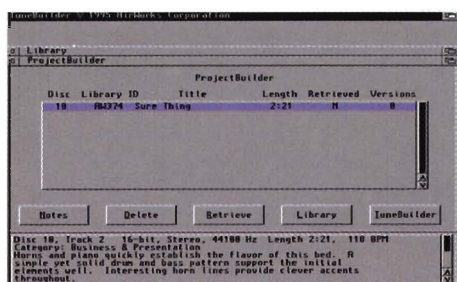 TuneBuilder © 1995 AirWorks Corporation
Library
ProjectBuilder
ProjectBuilder
Disc Library ID Title Length Retrieved Versions
10 AW374 Sure Thing 2:21 N 0
Notes Delete Retrieve Library TuneBuilder
Disc 10, Track 2 16-bit, Stereo, 44100 Hz Length 2:21, 110 BPM
Category: Business & Presentation
Horns and piano quickly establish the flavor of this bed. A
simple yet solid drum and bass pattern support the initial
elements well. Interesting horn lines provide clever accents
throughout.